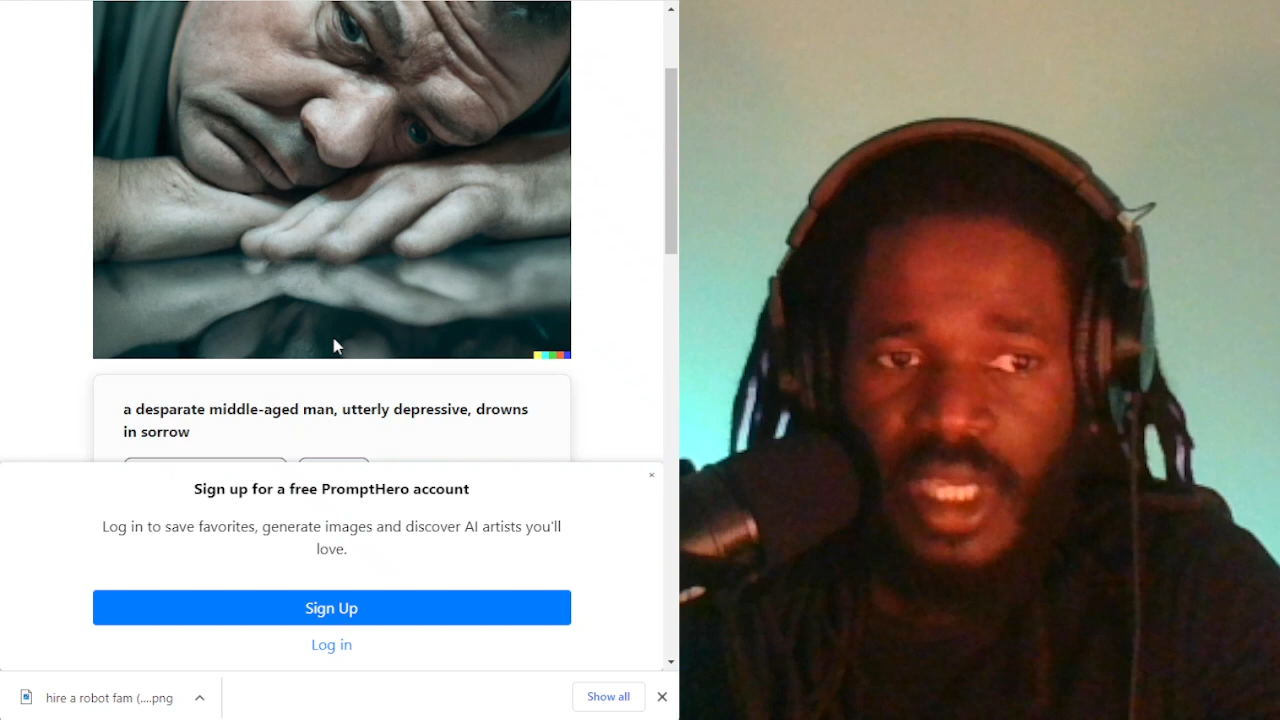 a desparate middle-aged man, utterly depressive, drowns
in sorrow
Sign up for a free PromptHero account
Log in to save favorites, generate images and discover AI artists you'll
love.
Sign Up
Log in
hire a robot fam (....png
Show all